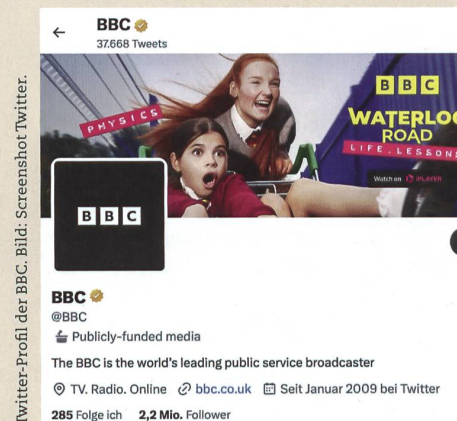 BBC
37.668 Tweets
PHYSICS
BBC
WATERLOO
ROAD
LIFE. LESSONS
Watch on iPLAYER
BBC
BBC
@BBC
Publicly-funded media
The BBC is the world's leading public service broadcaster
TV. Radio. Online bbc.co.uk Seit Januar 2009 bei Twitter
285 Folge ich 2,2 Mio. Follower
Twitter-Profil der BBC. Bild: Screenshot Twitter.